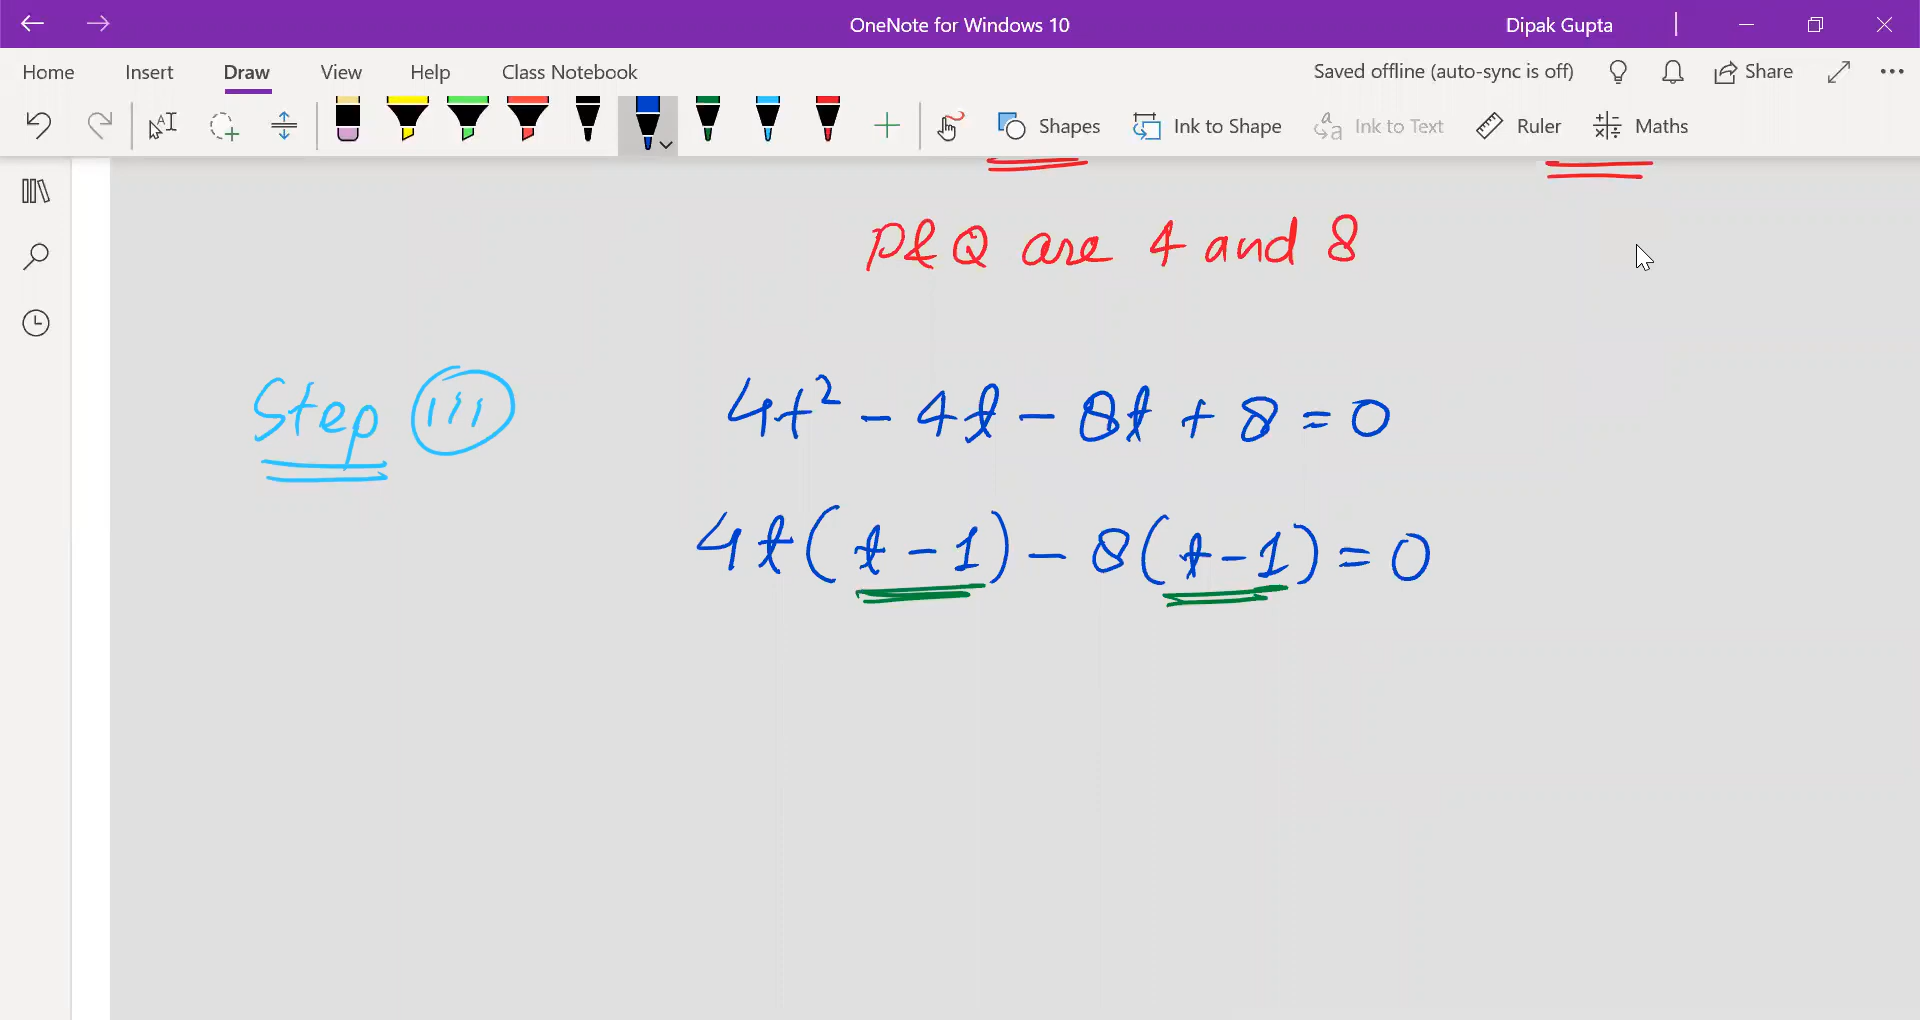 OneNote for Windows 10
Dipak Gupta
Home Insert Draw View Help Class Notebook
Saved offline (auto-sync is off) Share
Shapes Ink to Shape Ink to Text Ruler Maths
P & Q are 4 and 8
Step (iii)
4t² - 4t - 8t + 8 = 0
4t(t - 1) - 8(t - 1) = 0